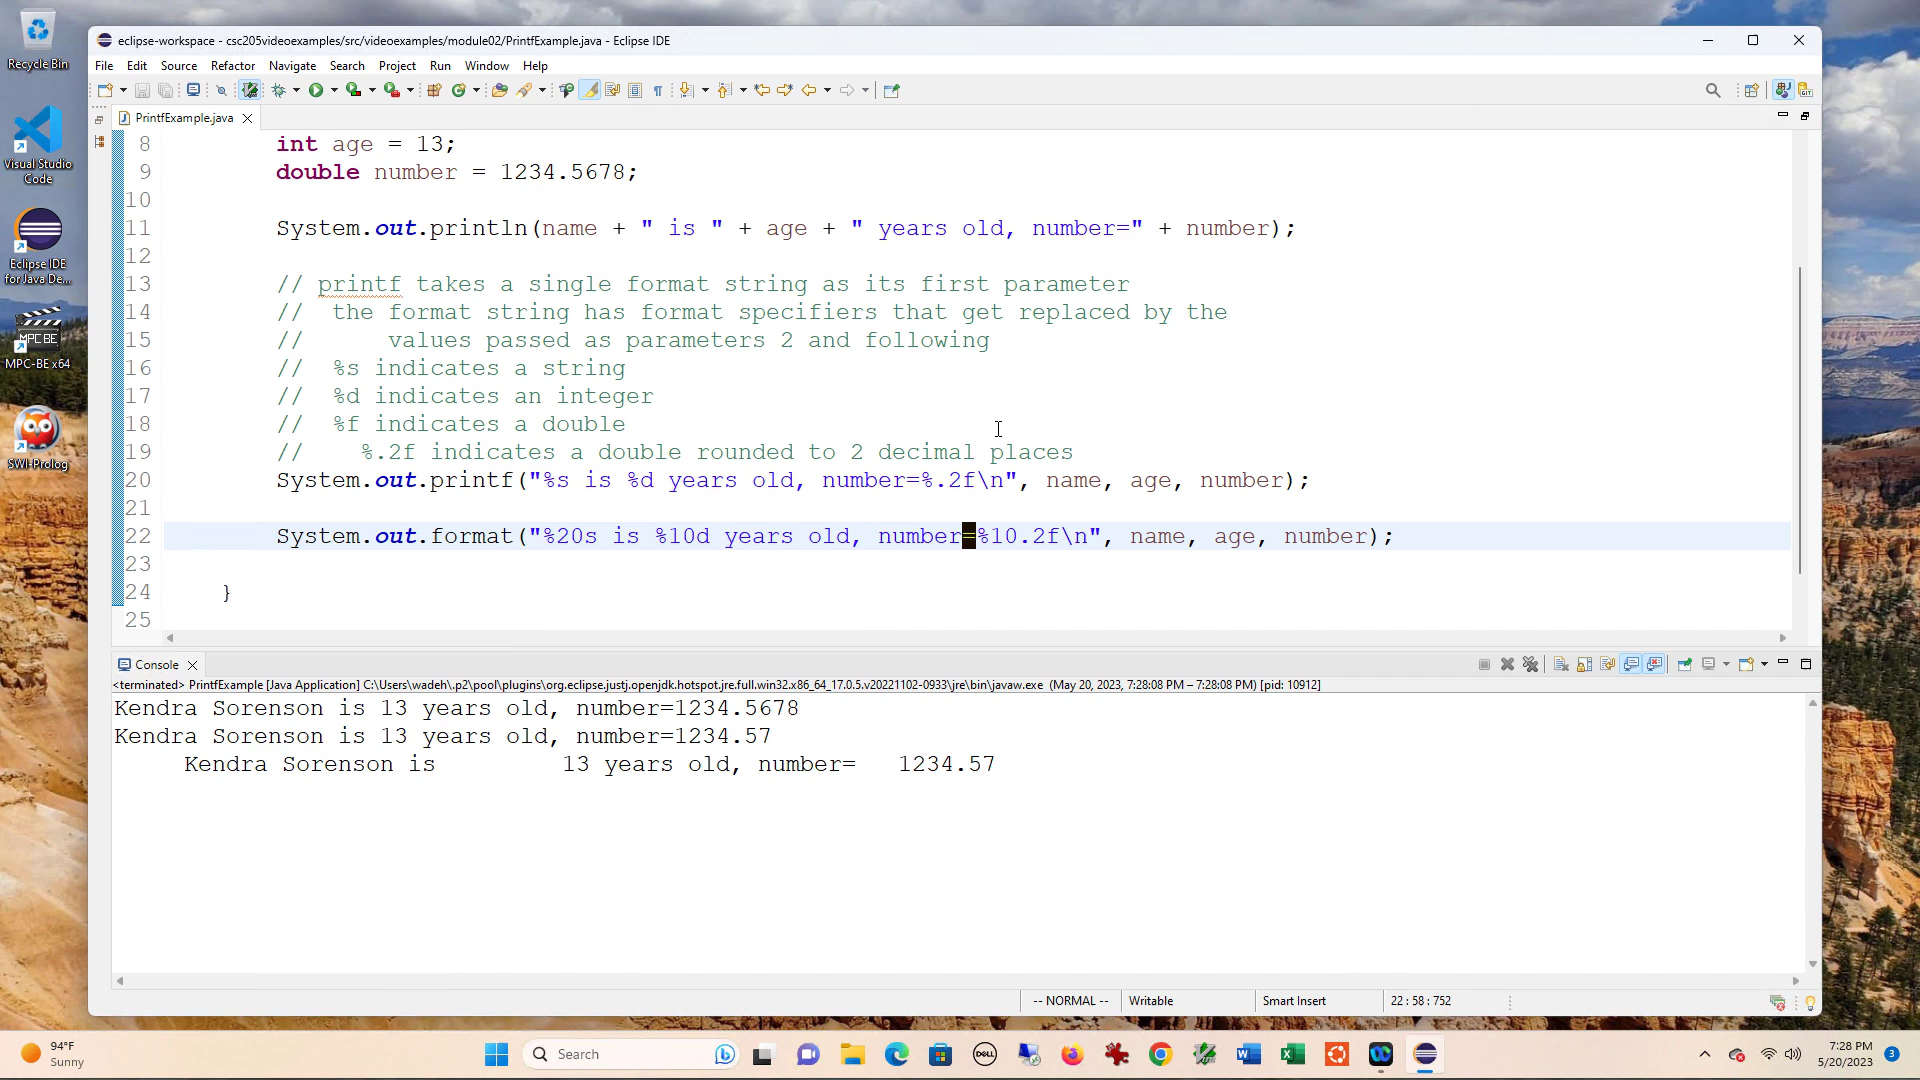 Recycle Bin
Visual Studio
Code
Eclipse IDE
for Java De...
MPC BE
MPC-BE x64
SWI-Prolog
eclipse-workspace - csc205videoexamples/src/videoexamples/module02/PrintfExample.java - Eclipse IDE
File Edit Source Refactor Navigate Search Project Run Window Help
PrintfExample.java
8 int age = 13;
9 double number = 1234.5678;
10
11 System.out.println(name + " is " + age + " years old, number=" + number);
12
13 // printf takes a single format string as its first parameter
14 // the format string has format specifiers that get replaced by the
15 // values passed as parameters 2 and following
16 // %s indicates a string
17 // %d indicates an integer
18 // %f indicates a double
19 // %.2f indicates a double rounded to 2 decimal places
20 System.out.printf("%s is %d years old, number=%.2f\n", name, age, number);
21
22 System.out.format("%20s is %10d years old, number=%10.2f\n", name, age, number);
23
24 }
25
Console
<terminated> PrintfExample [Java Application] C:\Users\wadeh\.p2\pool\plugins\org.eclipse.justj.openjdk.hotspot.jre.full.win32.x86_64_17.0.5.v20221102-0933\jre\bin\javaw.exe (May 20, 2023, 7:28:08 PM – 7:28:08 PM) [pid: 10912]
Kendra Sorenson is 13 years old, number=1234.5678
Kendra Sorenson is 13 years old, number=1234.57
Kendra Sorenson is 13 years old, number= 1234.57
-- NORMAL -- Writable Smart Insert 22 : 58 : 752
94°F
Sunny
Search
DELL
7:28 PM
5/20/2023
3